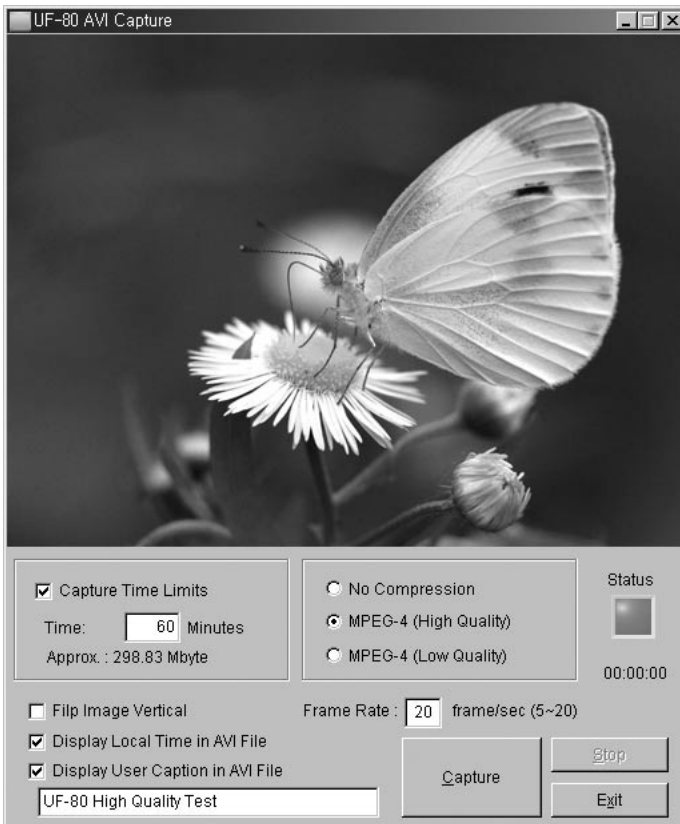 UF-80 AVI Capture
Capture Time Limits
Time: 60 Minutes
Approx. : 298.83 Mbyte
No Compression
MPEG-4 (High Quality)
MPEG-4 (Low Quality)
Status
00:00:00
Filp Image Vertical
Frame Rate : 20 frame/sec (5~20)
Display Local Time in AVI File
Display User Caption in AVI File
UF-80 High Quality Test
Capture
Stop
Exit